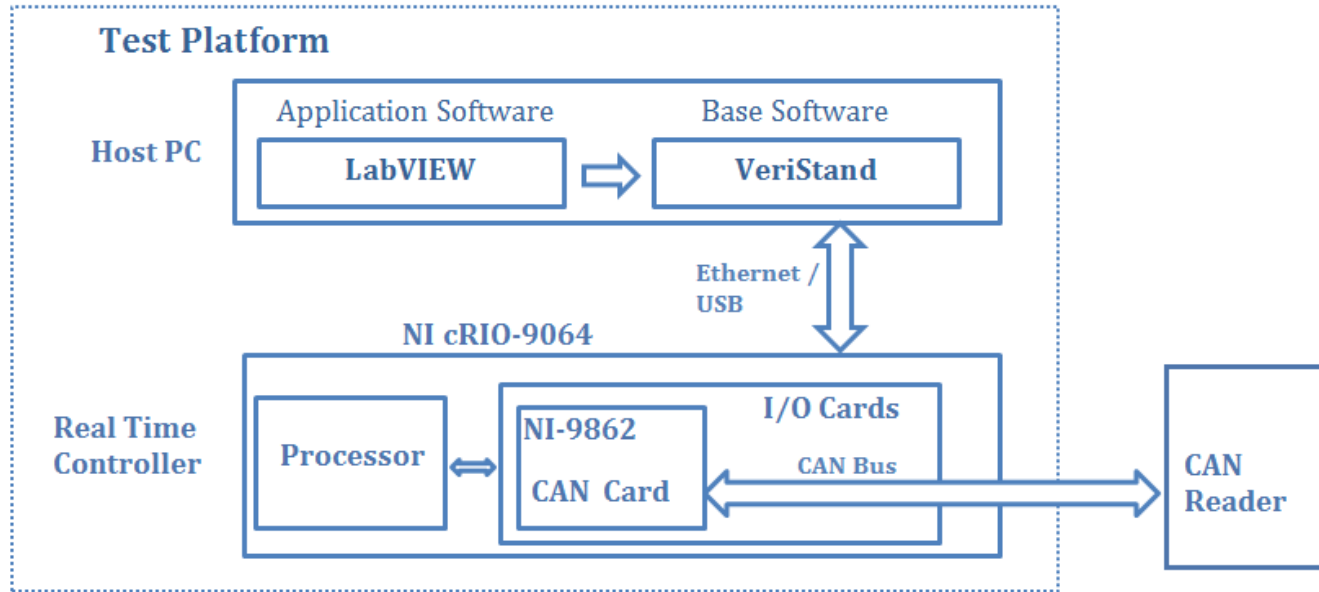 Test Platform
Application Software
Base Software
Host PC
LabVIEW
VeriStand
Ethernet /
USB
NI cRIO-9064
Real Time
Controller
Processor
I/O Cards
NI-9862
CAN Card
CAN Bus
CAN
Reader